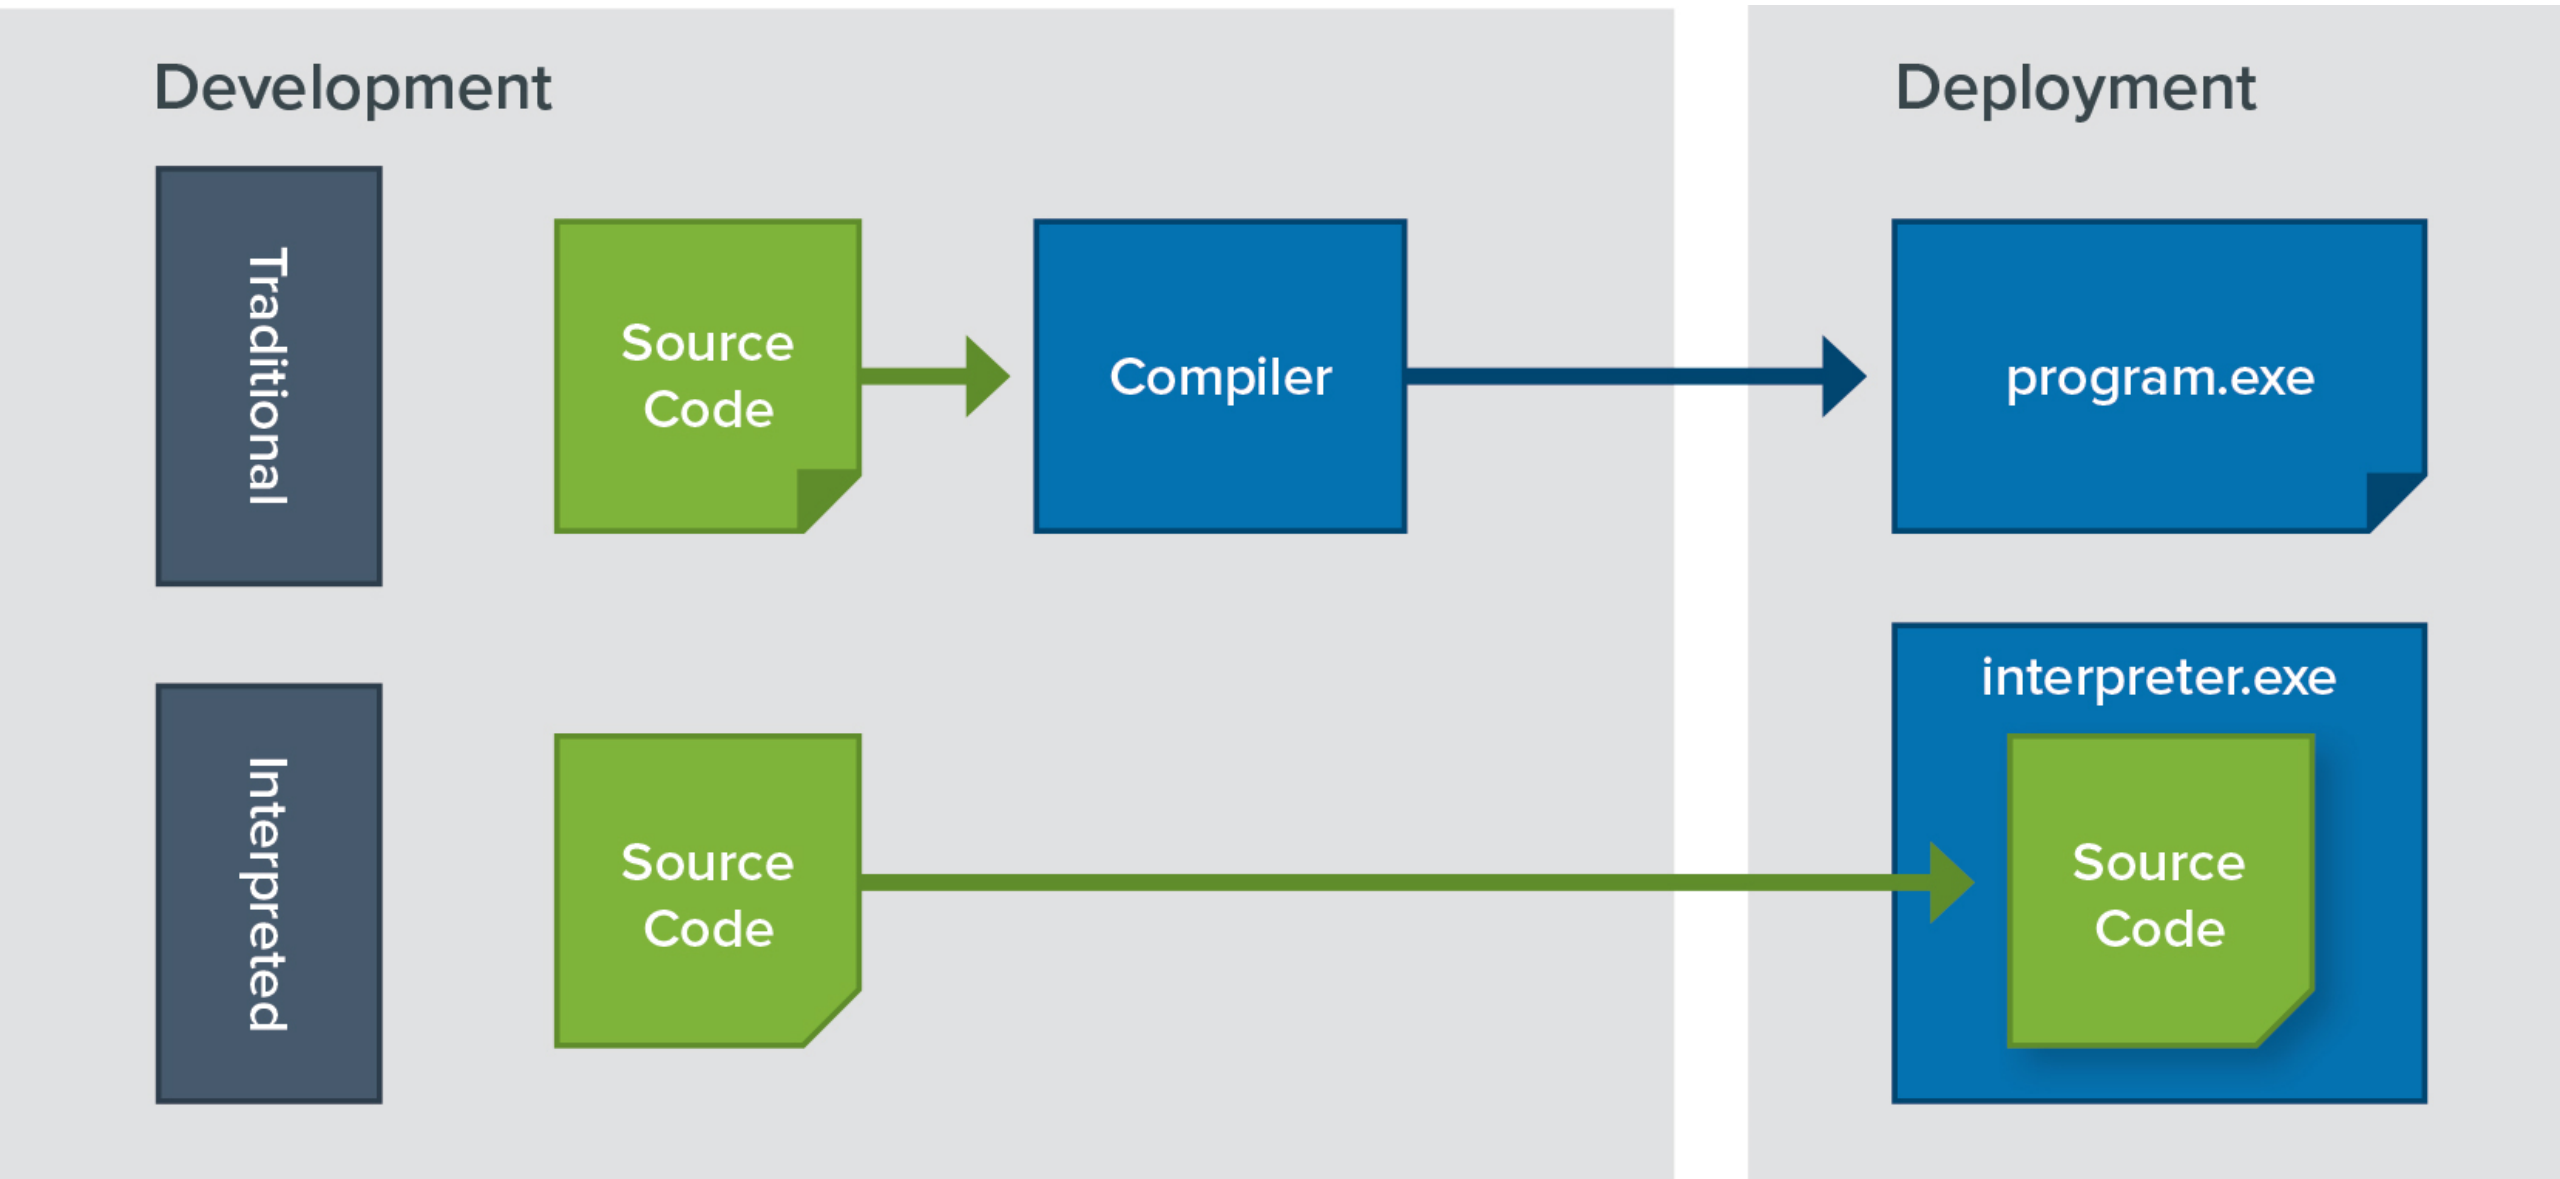 Development
Deployment
Traditional
Source
Code
Compiler
program.exe
Interpreted
Source
Code
interpreter.exe
Source
Code